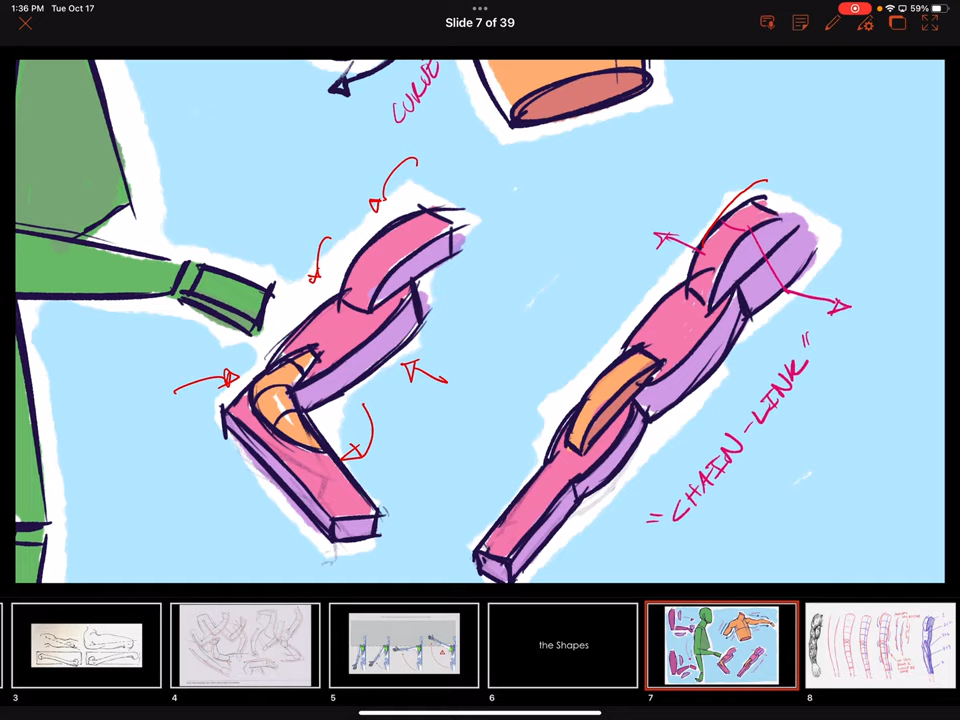 1:36 PM Tue Oct 17
59%
Slide 7 of 39
CURVE
"CHAIN-LINK"
the Shapes
3
4
5
6
7
8